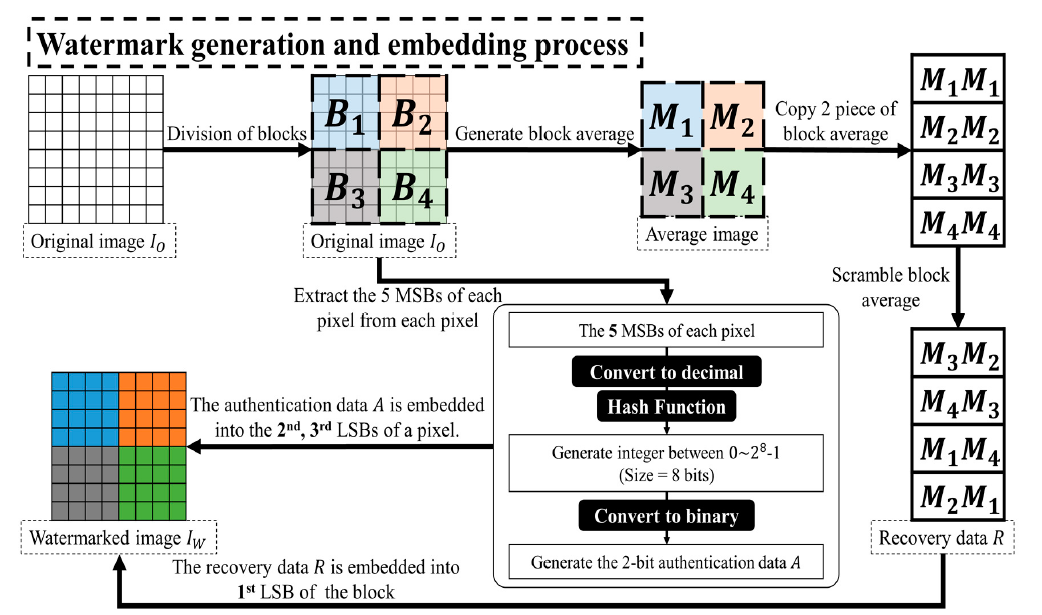 Watermark generation and embedding process
Division of blocks
B1
B2
B3
B4
Generate block average
M1
M2
M3
M4
Copy 2 piece of
block average
M1M1
M2M2
M3M3
M4M4
Original image IO
Original image IO
Average image
Scramble block
average
Extract the 5 MSBs of each
pixel from each pixel
The 5 MSBs of each pixel
Convert to decimal
Hash Function
Generate integer between 0~2^8-1
(Size = 8 bits)
Convert to binary
Generate the 2-bit authentication data A
M3M2
M4M3
M1M4
M2M1
Recovery data R
The authentication data A is embedded
into the 2nd, 3rd LSBs of a pixel.
Watermarked image IW
The recovery data R is embedded into
1st LSB of the block